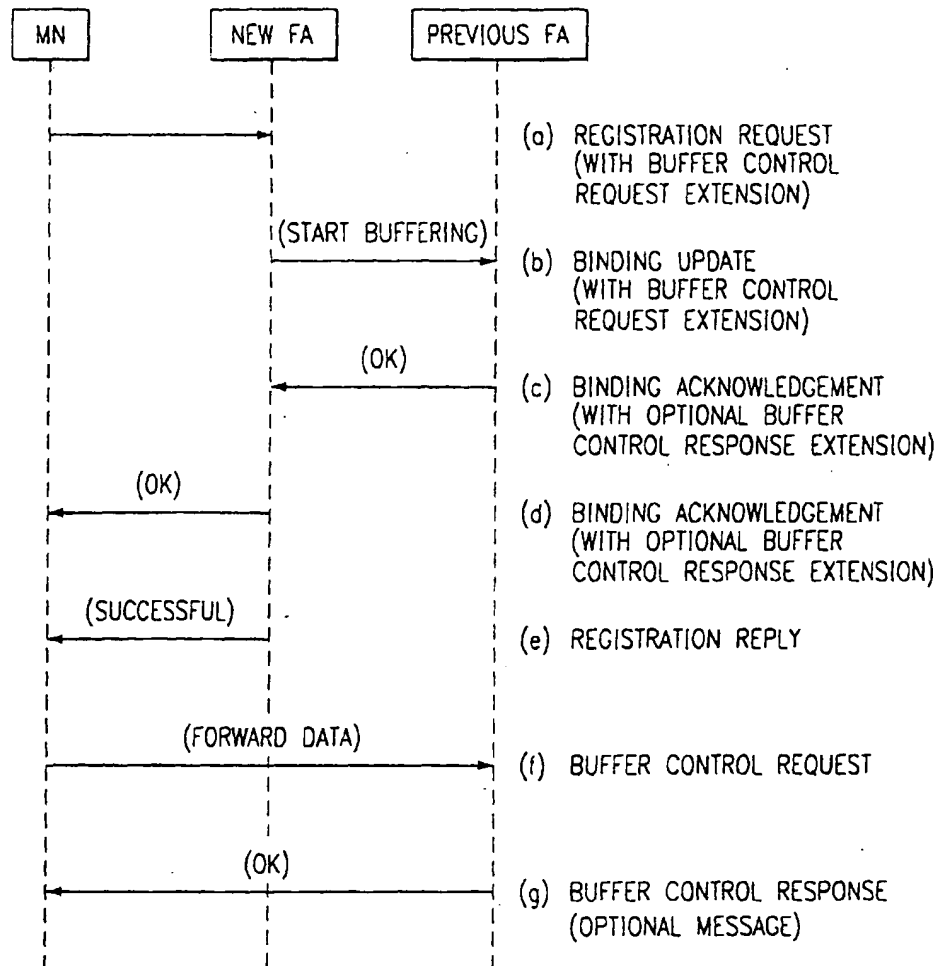 MN
NEW FA
PREVIOUS FA
(a) REGISTRATION REQUEST
(WITH BUFFER CONTROL
REQUEST EXTENSION)
(START BUFFERING)
(b) BINDING UPDATE
(WITH BUFFER CONTROL
REQUEST EXTENSION)
(OK)
(c) BINDING ACKNOWLEDGEMENT
(WITH OPTIONAL BUFFER
CONTROL RESPONSE EXTENSION)
(OK)
(d) BINDING ACKNOWLEDGEMENT
(WITH OPTIONAL BUFFER
CONTROL RESPONSE EXTENSION)
(SUCCESSFUL)
(e) REGISTRATION REPLY
(FORWARD DATA)
(f) BUFFER CONTROL REQUEST
(OK)
(g) BUFFER CONTROL RESPONSE
(OPTIONAL MESSAGE)